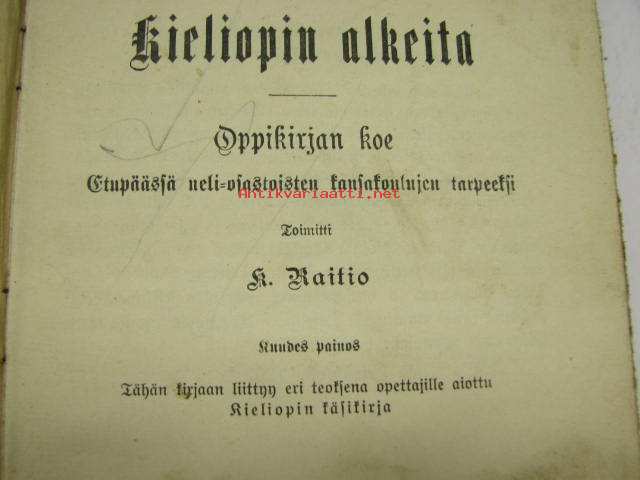 Kieliopin alkeita
Oppikirjan koe
Etupäässä neli=osastoisten kansakoulujen tarpeeksi
Antikvariaatti.net
Toimitti
K. Raitio
Kuudes painos
Tähän kirjaan liittyy eri teoksena opettajille aiottu
Kieliopin käsikirja